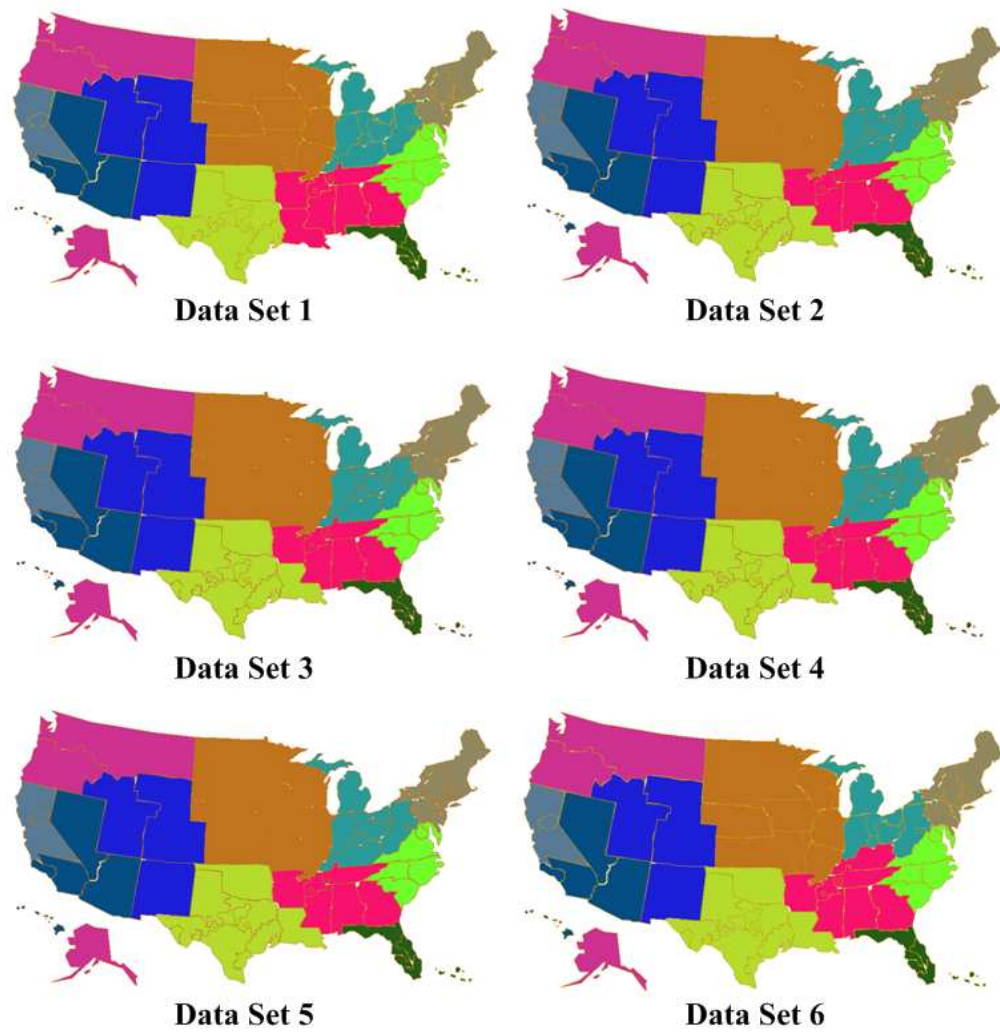 Data Set 1
Data Set 2
Data Set 3
Data Set 4
Data Set 5
Data Set 6